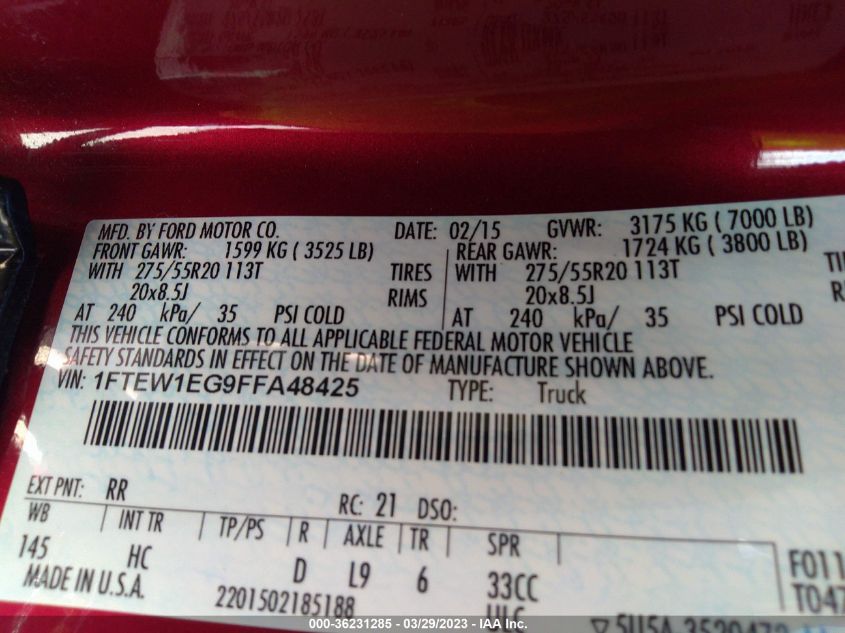 MFD. BY FORD MOTOR CO. DATE: 02/15 GVWR: 3175 KG ( 7000 LB)
FRONT GAWR: 1599 KG ( 3525 LB) REAR GAWR: 1724 KG ( 3800 LB)
WITH 275/55R20 113T TIRES WITH 275/55R20 113T
20x8.5J RIMS 20x8.5J
AT 240 kPa/ 35 PSI COLD AT 240 kPa/ 35 PSI COLD
THIS VEHICLE CONFORMS TO ALL APPLICABLE FEDERAL MOTOR VEHICLE
SAFETY STANDARDS IN EFFECT ON THE DATE OF MANUFACTURE SHOWN ABOVE.
VIN: 1FTEW1EG9FFA48425 TYPE: Truck
EXT PNT: RR RC: 21 DSO:
WB INT TR TP/PS R AXLE TR SPR
145 HC D L9 6 33CC
MADE IN U.S.A. F011
2201502185188 T047
000-36231285 - 03/29/2023 - IAA Inc.